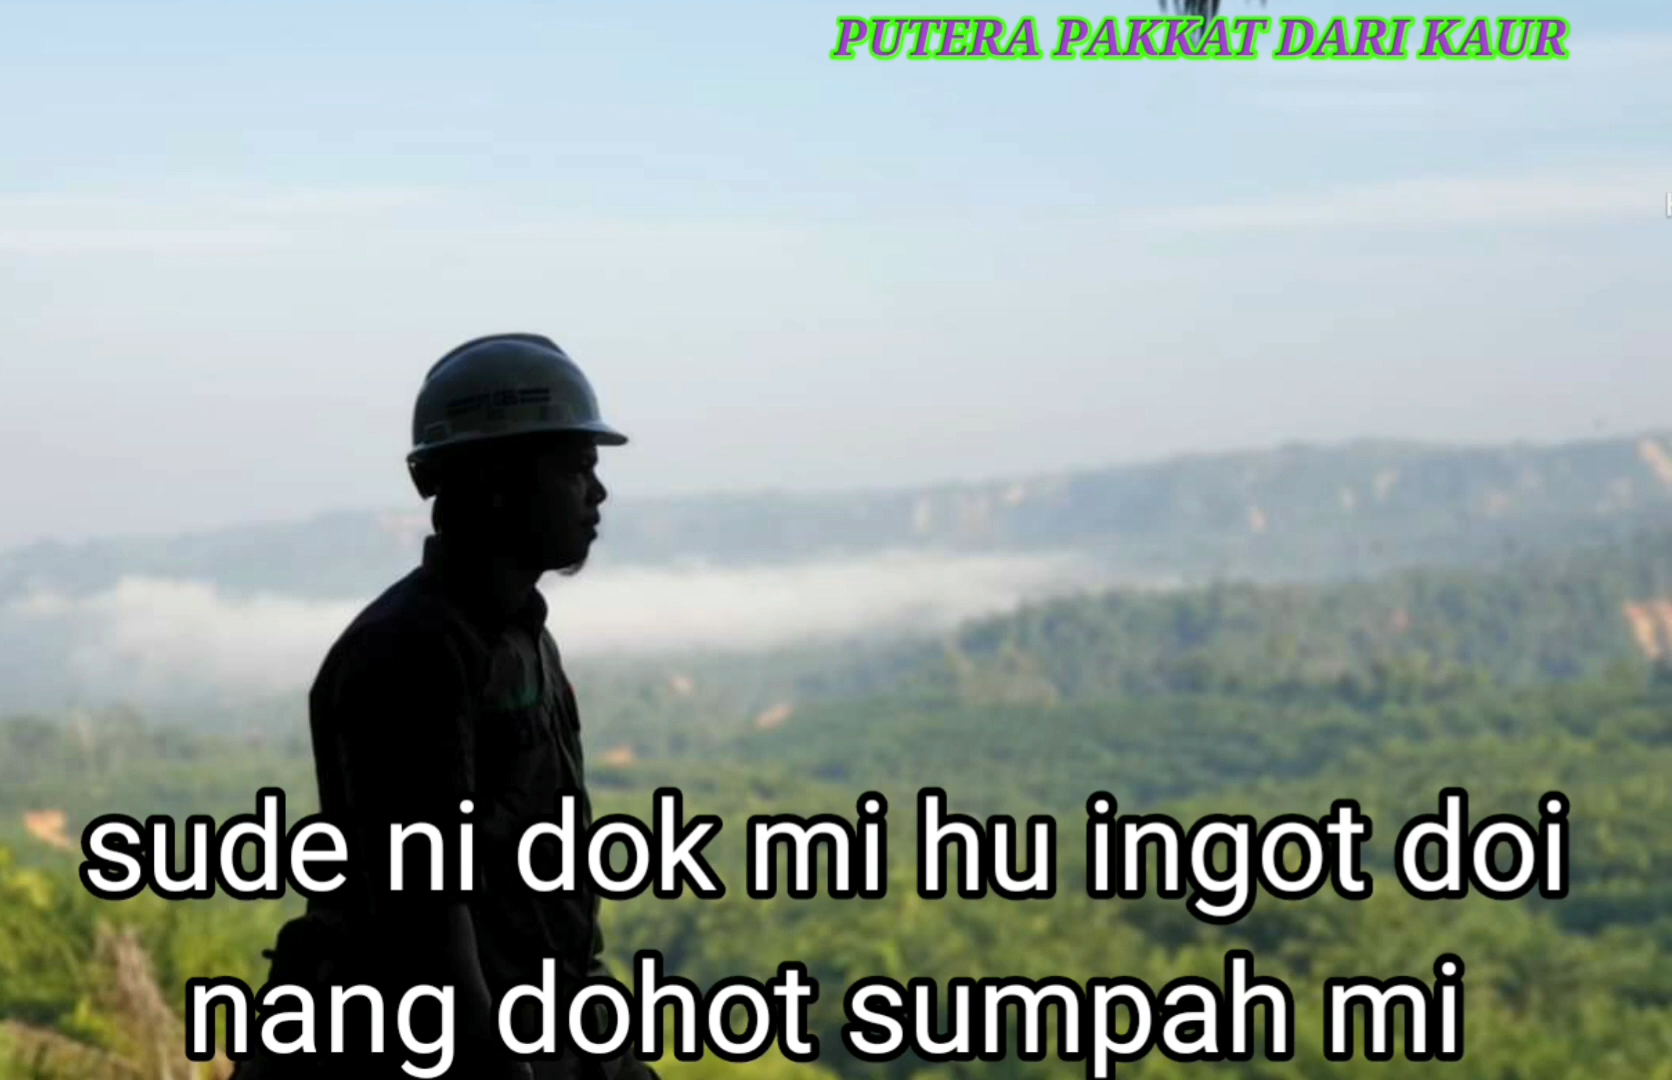 PUTERA PAKKAT DARI KAUR
sude ni dok mi hu ingot doi
nang dohot sumpah mi